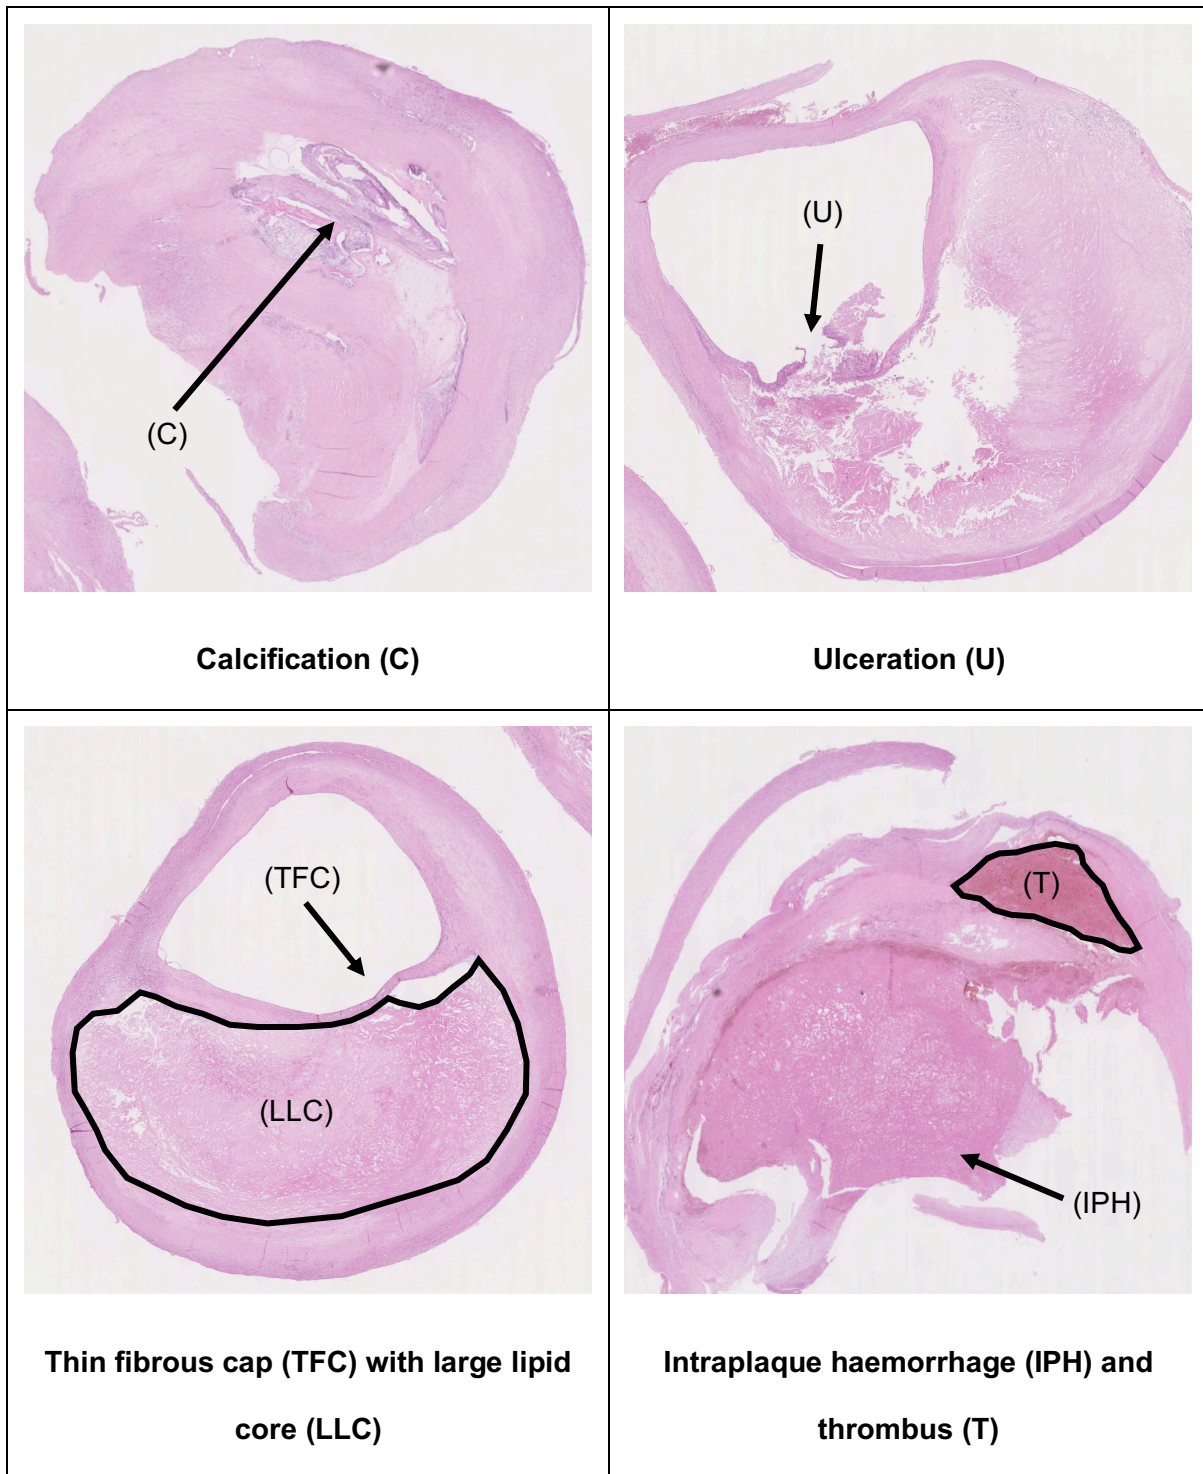 (C)
Calcification (C)
(U)
Ulceration (U)
(TFC)
(LLC)
Thin fibrous cap (TFC) with large lipid
core (LLC)
(T)
(IPH)
Intraplaque haemorrhage (IPH) and
thrombus (T)